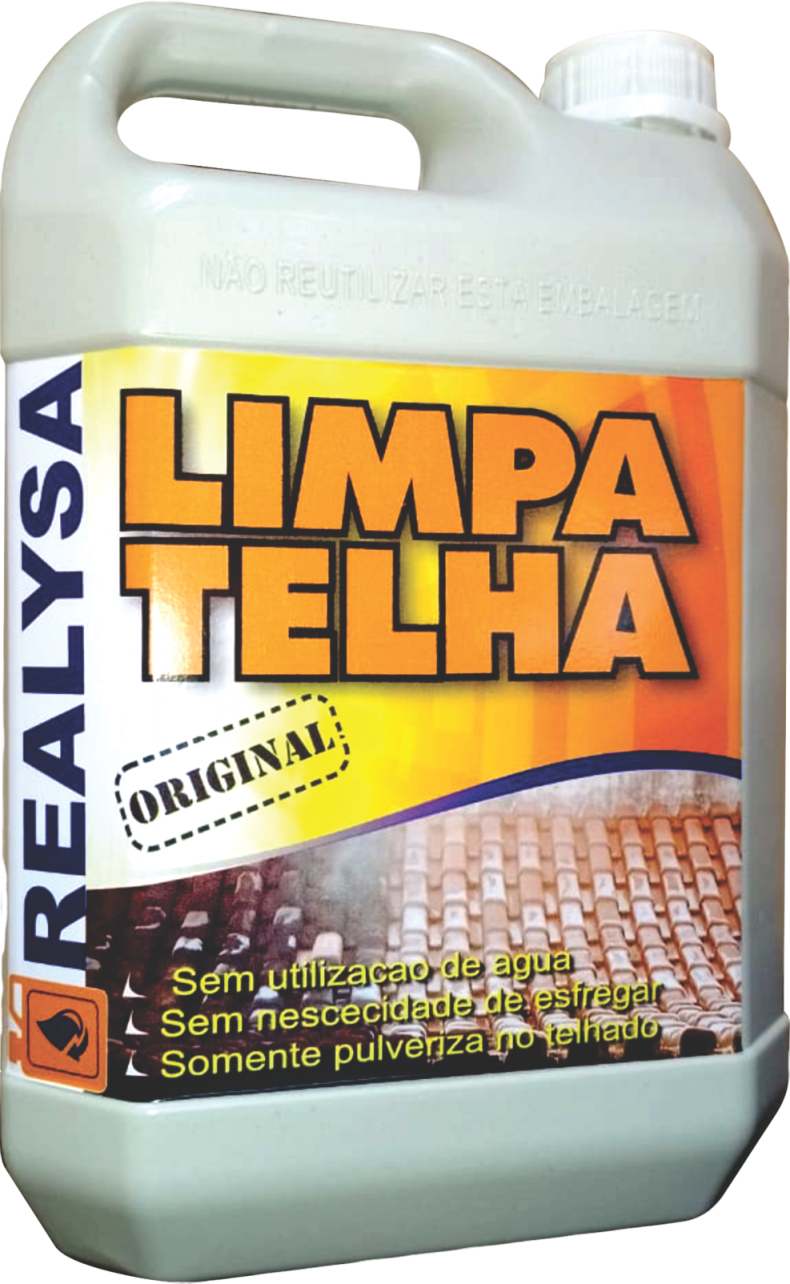 NÃO REUTILIZAR ESTA EMBALAGEM
REALYSA
LIMPA
TELHA
ORIGINAL
Sem utilizacao de agua
Sem nescecidade de esfregar
Somente pulveriza no telhado